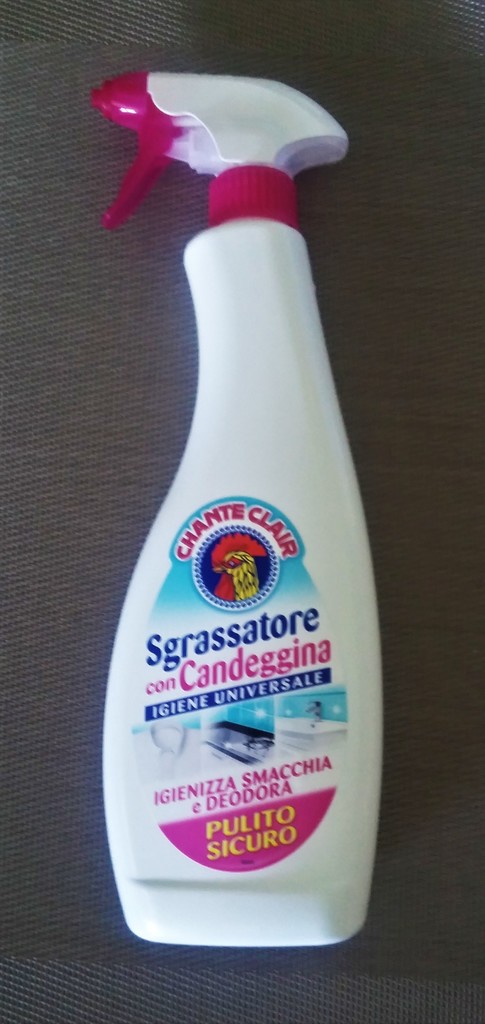 CHANTE CLAIR
Sgrassatore
con Candeggina
IGIENE UNIVERSALE
IGIENIZZA SMACCHIA
e DEODORA
PULITO
SICURO